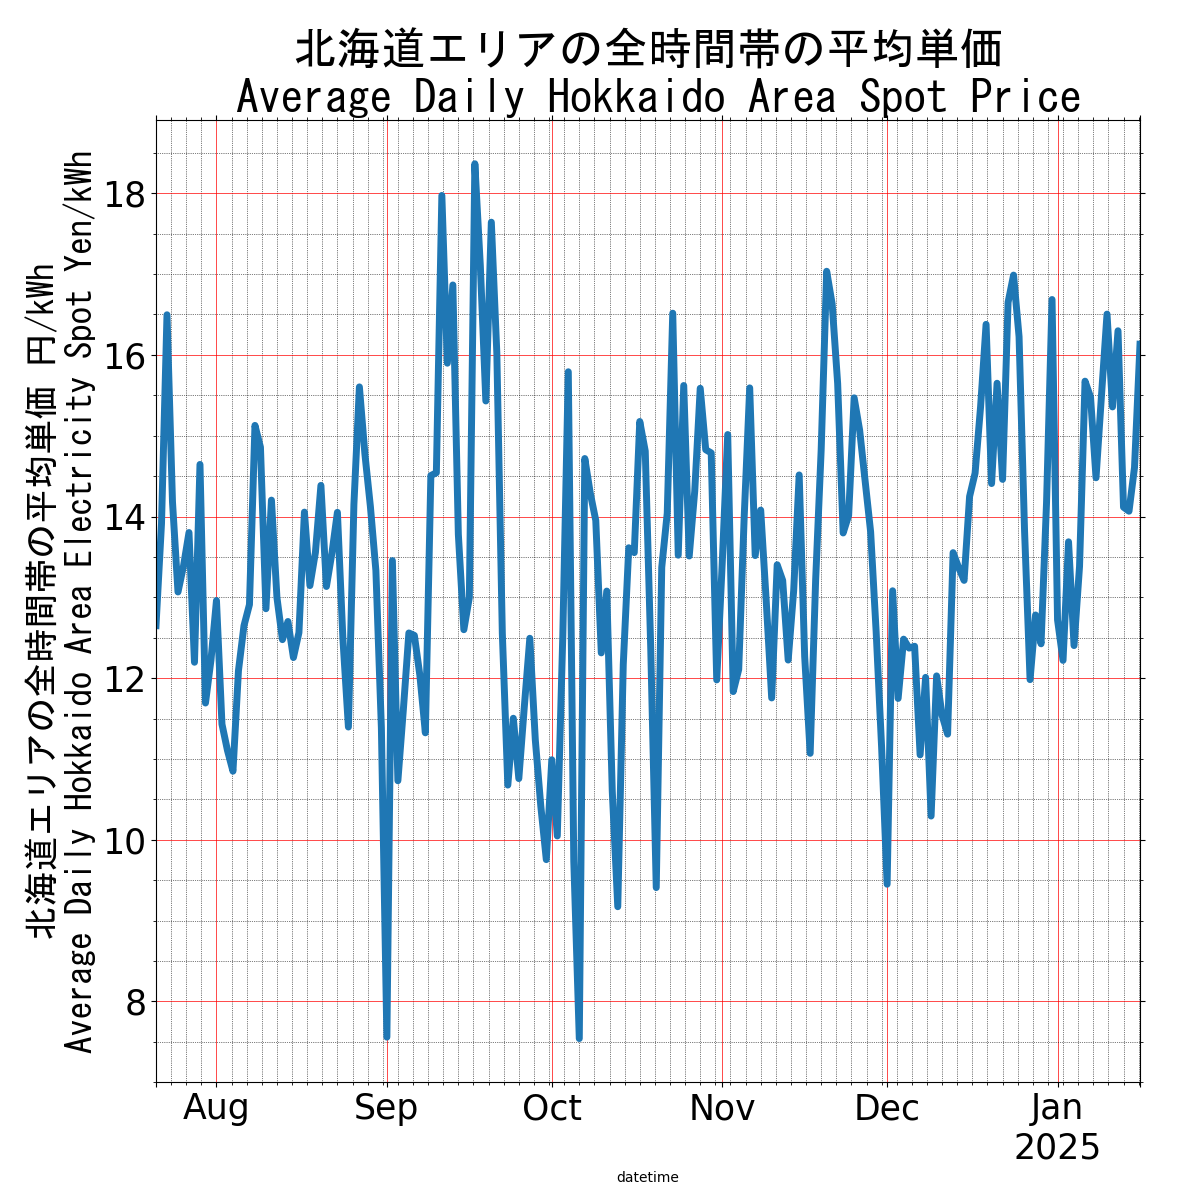 北海道エリアの全時間帯の平均単価
Average Daily Hokkaido Area Spot Price
北海道エリアの全時間帯の平均単価 円/kWh
Average Daily Hokkaido Area Electricity Spot Yen/kWh
18
16
14
12
10
8
Aug Sep Oct Nov Dec Jan
2025
datetime